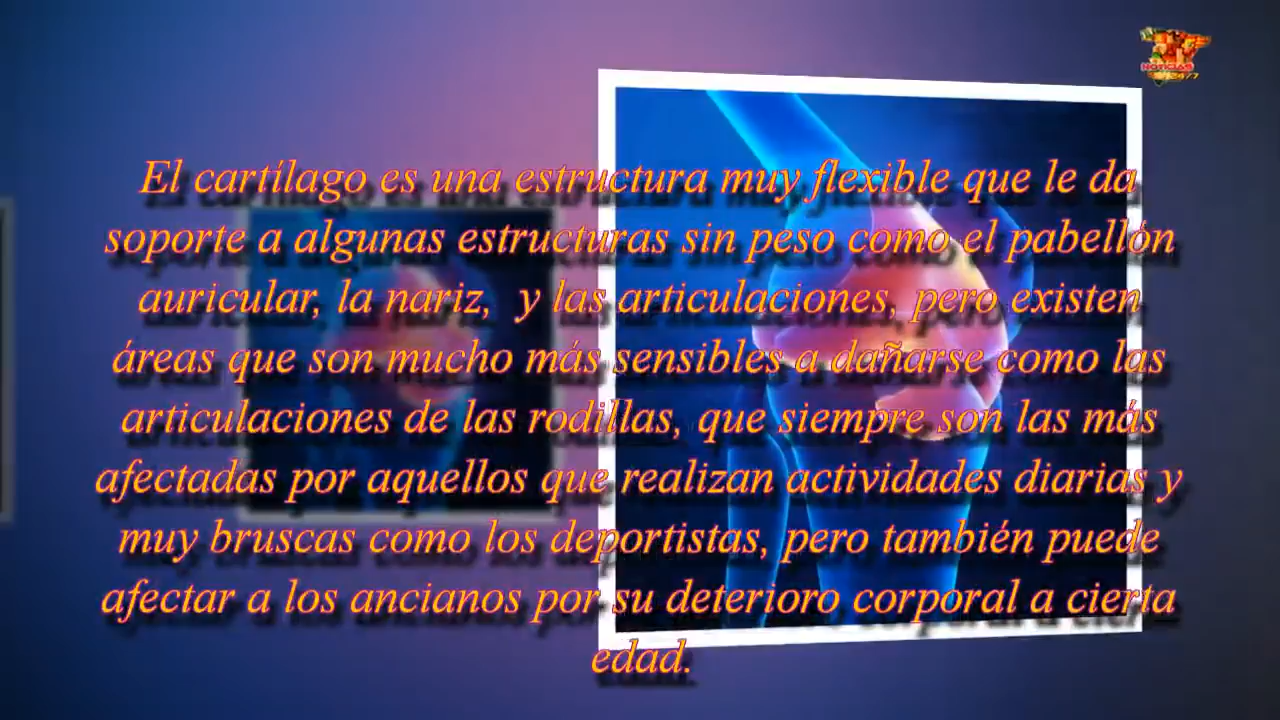 NOTICIAS
24/7
El cartílago es una estructura muy flexible que le da
soporte a algunas estructuras sin peso como el pabellón
auricular, la nariz,  y las articulaciones, pero existen
áreas que son mucho más sensibles a dañarse como las
articulaciones de las rodillas, que siempre son las más
afectadas por aquellos que realizan actividades diarias y
muy bruscas como los deportistas, pero también puede
afectar a los ancianos por su deterioro corporal a cierta
edad.